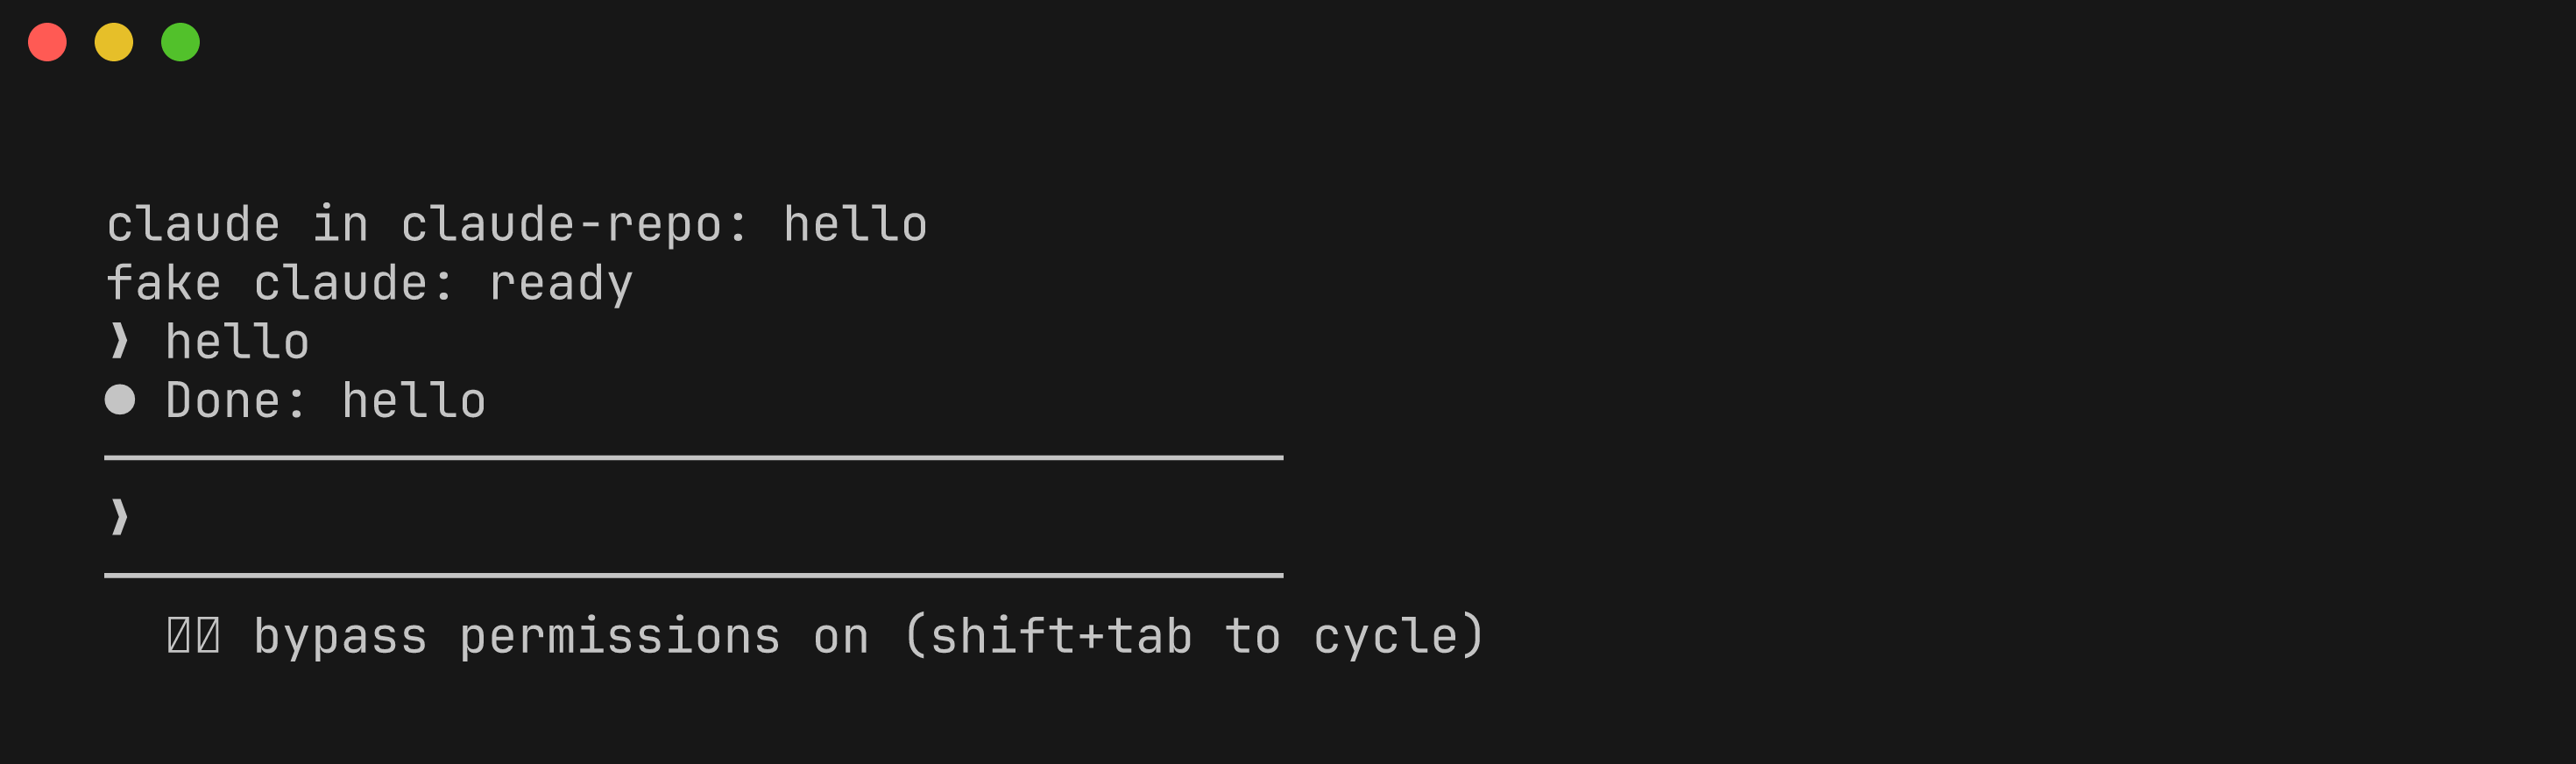 claude in claude-repo: hello
fake claude: ready
❯ hello
● Done: hello
❯
bypass permissions on (shift+tab to cycle)